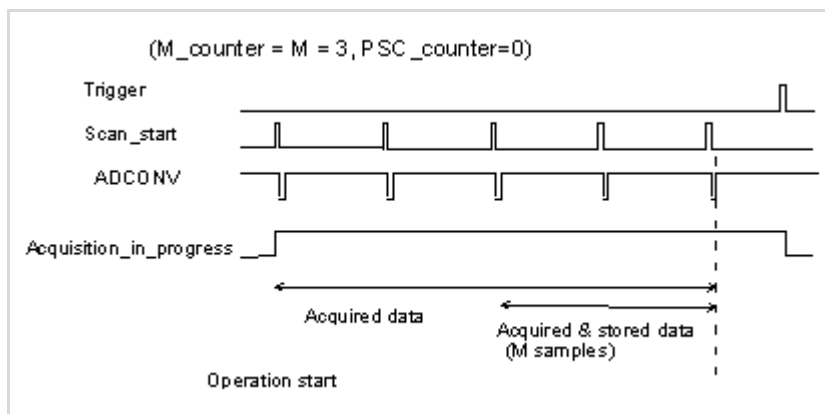 (M_counter = M = 3, PSC_counter=0)
Trigger
Scan_start
ADCONV
Acquisition_in_progress
Acquired data
Acquired & stored data
(M samples)
Operation start